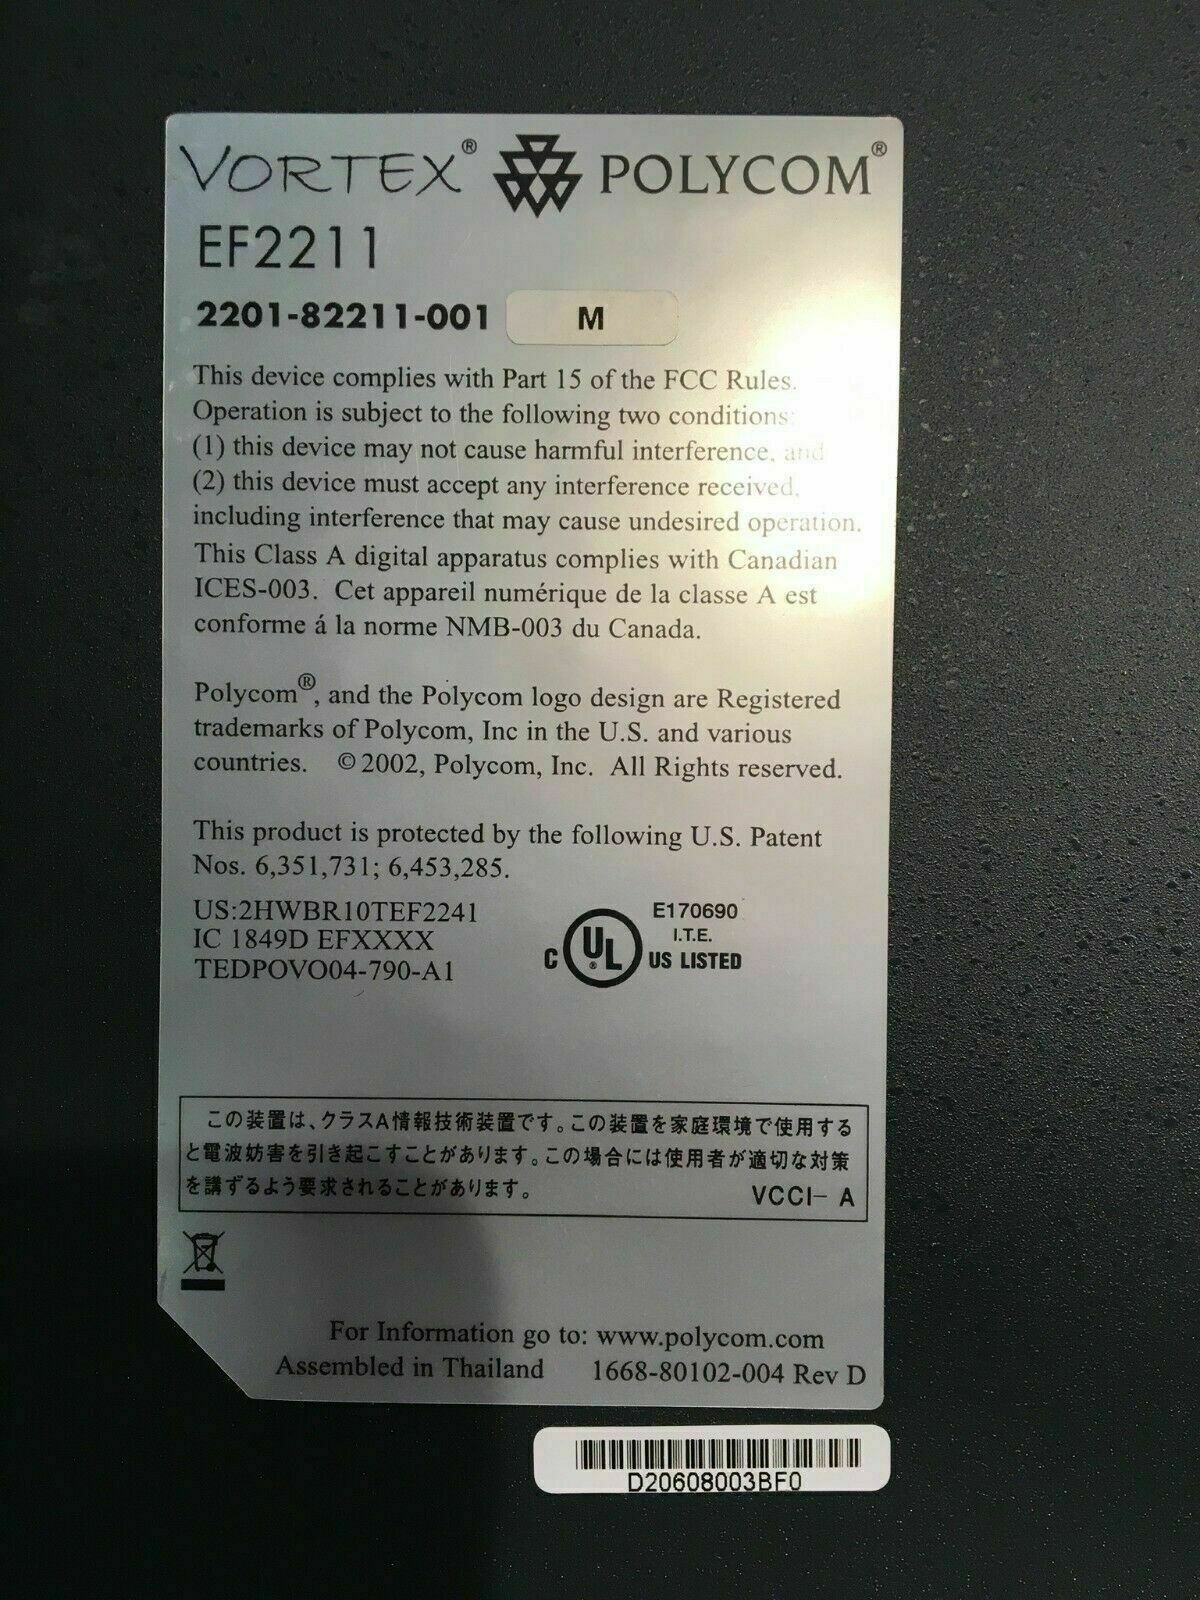 VORTEX® POLYCOM®
EF2211
2201-82211-001 M
This device complies with Part 15 of the FCC Rules.
Operation is subject to the following two conditions:
(1) this device may not cause harmful interference, and
(2) this device must accept any interference received,
including interference that may cause undesired operation.
This Class A digital apparatus complies with Canadian
ICES-003. Cet appareil numérique de la classe A est
conforme á la norme NMB-003 du Canada.
Polycom®, and the Polycom logo design are Registered
trademarks of Polycom, Inc in the U.S. and various
countries. ©2002, Polycom, Inc. All Rights reserved.
This product is protected by the following U.S. Patent
Nos. 6,351,731; 6,453,285.
US:2HWBR10TEF2241
IC 1849D EFXXXX
TEDPOVO04-790-A1
C UL® US LISTED
E170690
I.T.E.
この装置は、クラスA情報技術装置です。この装置を家庭環境で使用する
と電波妨害を引き起こすことがあります。この場合には使用者が適切な対策
を講ずるよう要求されることがあります。 VCCI- A
For Information go to: www.polycom.com
Assembled in Thailand 1668-80102-004 Rev D
D20608003BF0